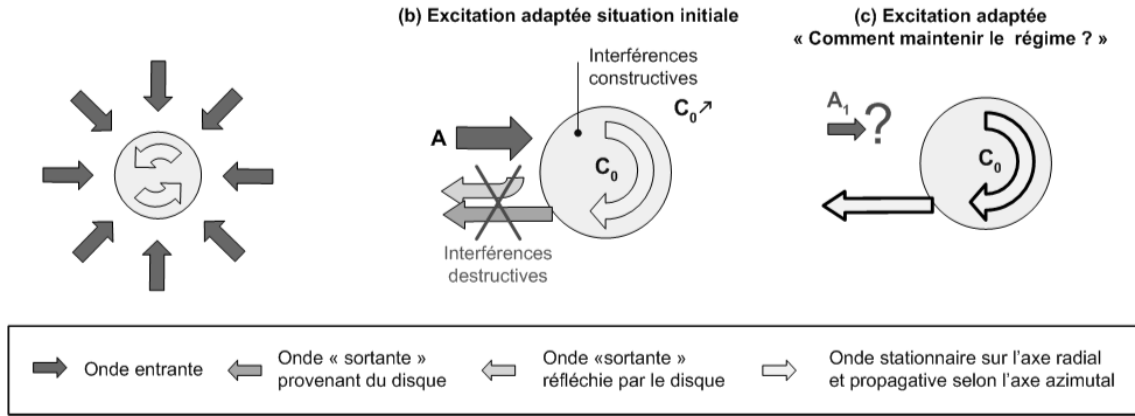 (b) Excitation adaptée situation initiale
Interférences
constructives
C₀↗
A
C₀
Interférences
destructives
(c) Excitation adaptée
« Comment maintenir le régime ? »
A₁
?
C₀
Onde entrante
Onde « sortante »
provenant du disque
Onde «sortante »
réfléchie par le disque
Onde stationnaire sur l'axe radial
et propagative selon l'axe azimutal